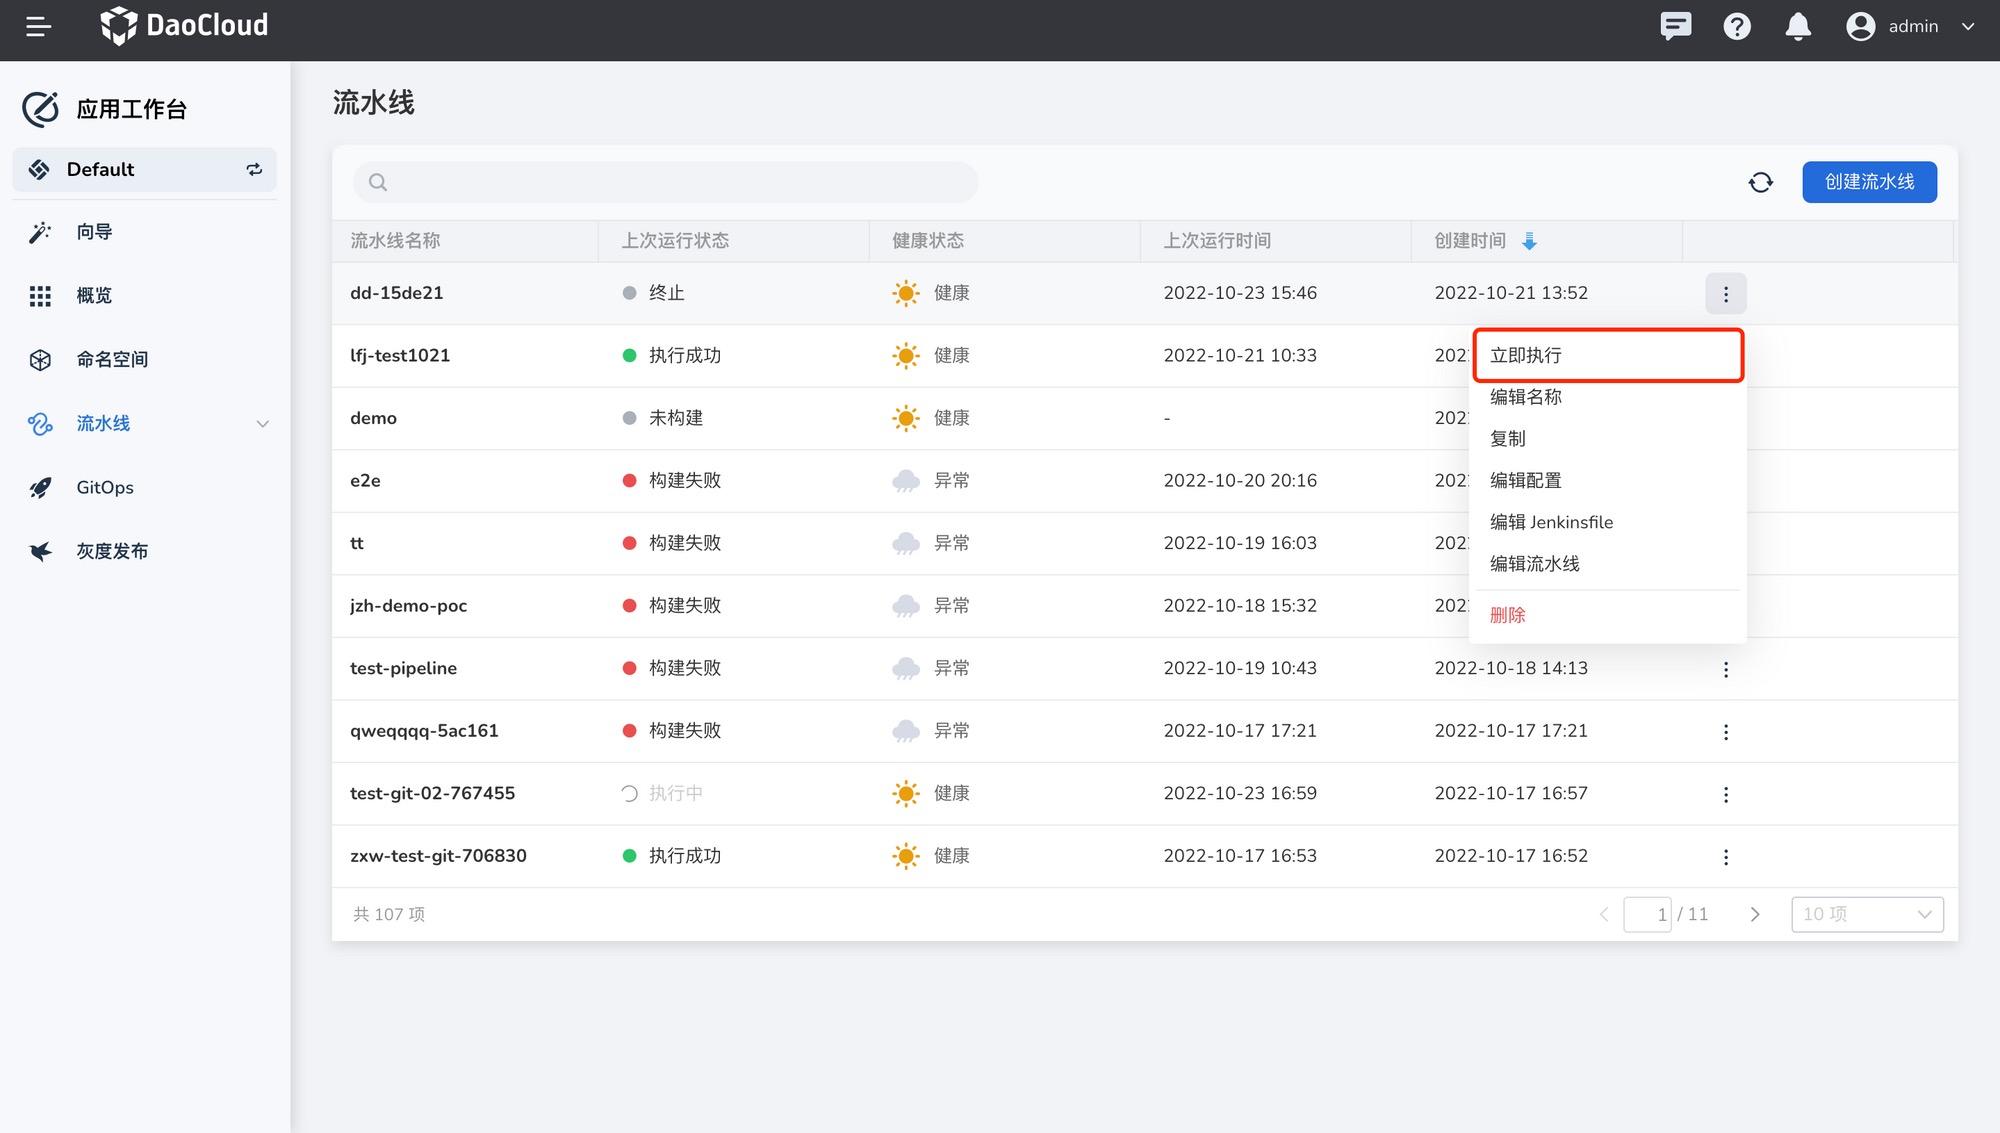 DaoCloud
admin
应用工作台
Default
向导
概览
命名空间
流水线
GitOps
灰度发布
流水线
创建流水线
流水线名称 上次运行状态 健康状态 上次运行时间 创建时间
dd-15de21 终止 健康 2022-10-23 15:46 2022-10-21 13:52
lfj-test1021 执行成功 健康 2022-10-21 10:33 202
demo 未构建 健康 - 202
e2e 构建失败 异常 2022-10-20 20:16 202
tt 构建失败 异常 2022-10-19 16:03 202
jzh-demo-poc 构建失败 异常 2022-10-18 15:32 202
立即执行
编辑名称
复制
编辑配置
编辑 Jenkinsfile
编辑流水线
删除
test-pipeline 构建失败 异常 2022-10-19 10:43 2022-10-18 14:13
qweqqqq-5ac161 构建失败 异常 2022-10-17 17:21 2022-10-17 17:21
test-git-02-767455 执行中 健康 2022-10-23 16:59 2022-10-17 16:57
zxw-test-git-706830 执行成功 健康 2022-10-17 16:53 2022-10-17 16:52
共 107 项 1 / 11 10 项